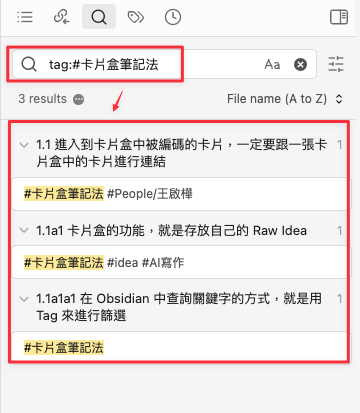 tag:#卡片盒筆記法
Aa
3 results
File name (A to Z)
1.1 進入到卡片盒中被編碼的卡片，一定要跟一張卡
片盒中的卡片進行連結
1
#卡片盒筆記法 #People/王啟樺
1.1a1 卡片盒的功能，就是存放自己的 Raw Idea
1
#卡片盒筆記法 #idea #AI寫作
1.1a1a1 在 Obsidian 中查詢關鍵字的方式，就是用
Tag 來進行篩選
1
#卡片盒筆記法